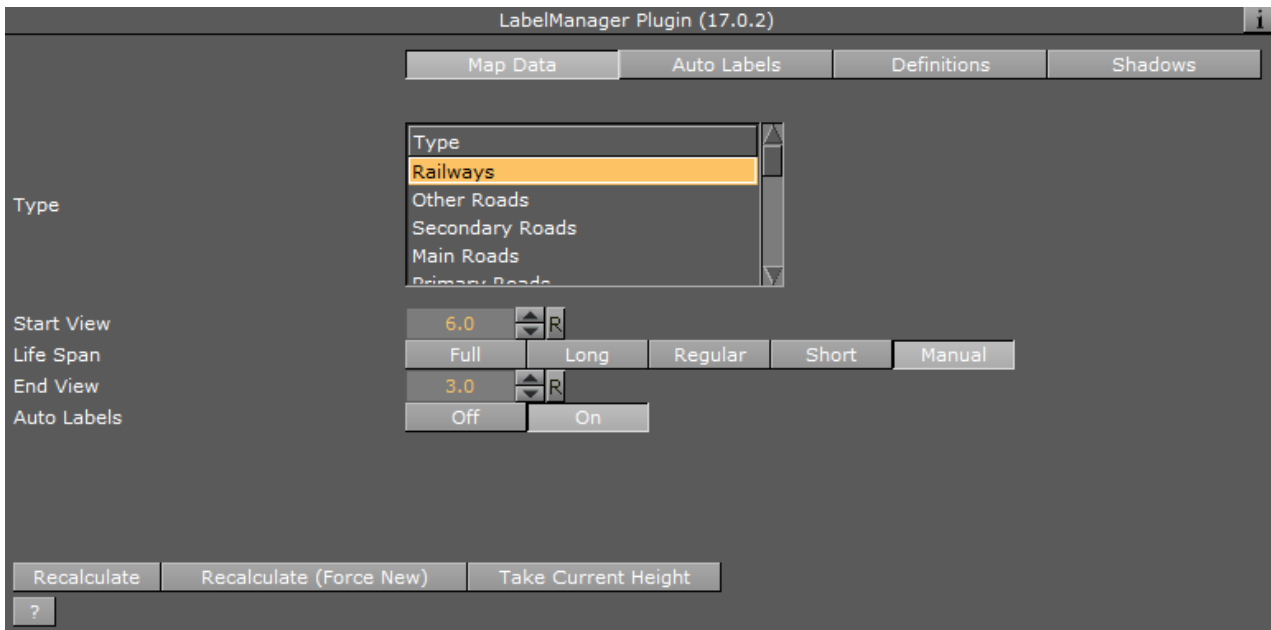 LabelManager Plugin (17.0.2) i
Map Data Auto Labels Definitions Shadows
Type
Type
Railways
Other Roads
Secondary Roads
Main Roads
Primary Roads
Start View 6.0 R
Life Span Full Long Regular Short Manual
End View 3.0 R
Auto Labels Off On
Recalculate Recalculate (Force New) Take Current Height
?